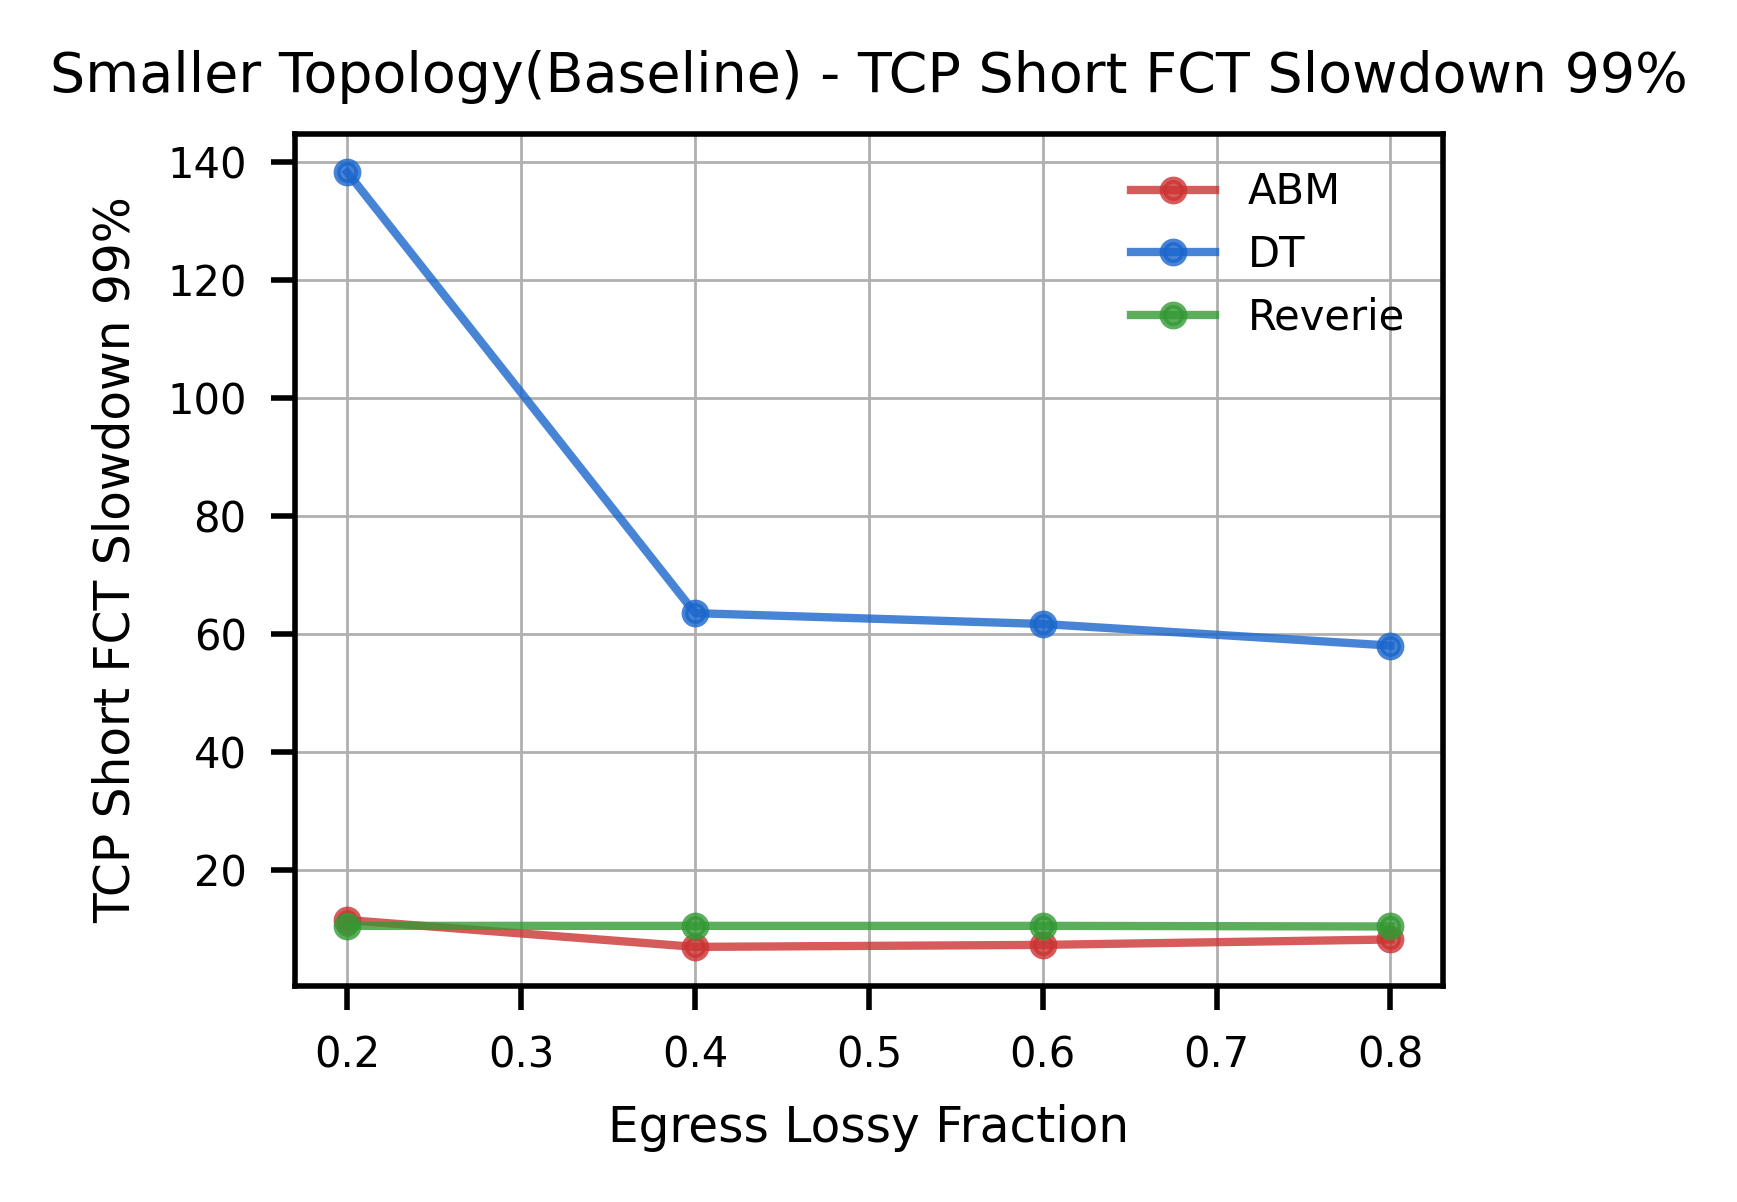 Smaller Topology(Baseline) - TCP Short FCT Slowdown 99%
TCP Short FCT Slowdown 99%
140
120
100
80
60
40
20
ABM
DT
Reverie
0.2 0.3 0.4 0.5 0.6 0.7 0.8
Egress Lossy Fraction